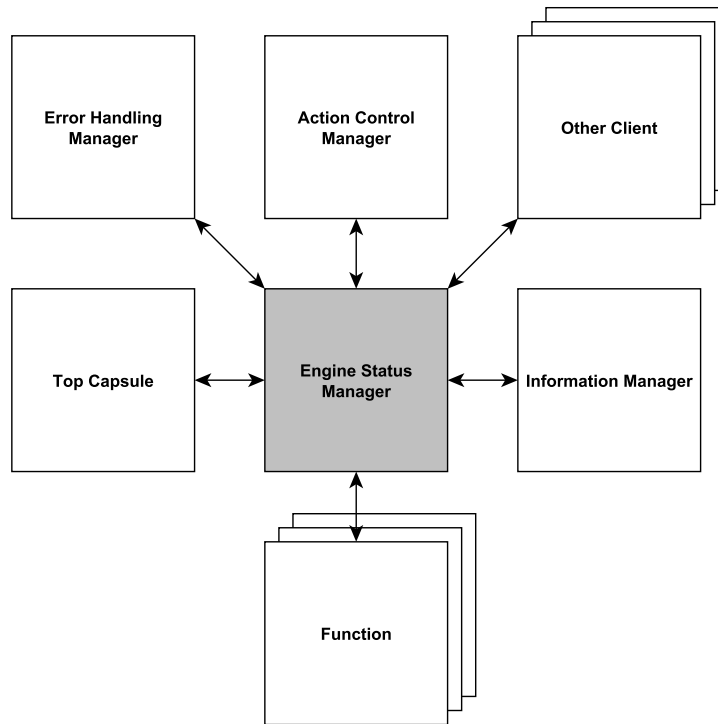 Error Handling
Manager
Action Control
Manager
Other Client
Top Capsule
Engine Status
Manager
Information Manager
Function